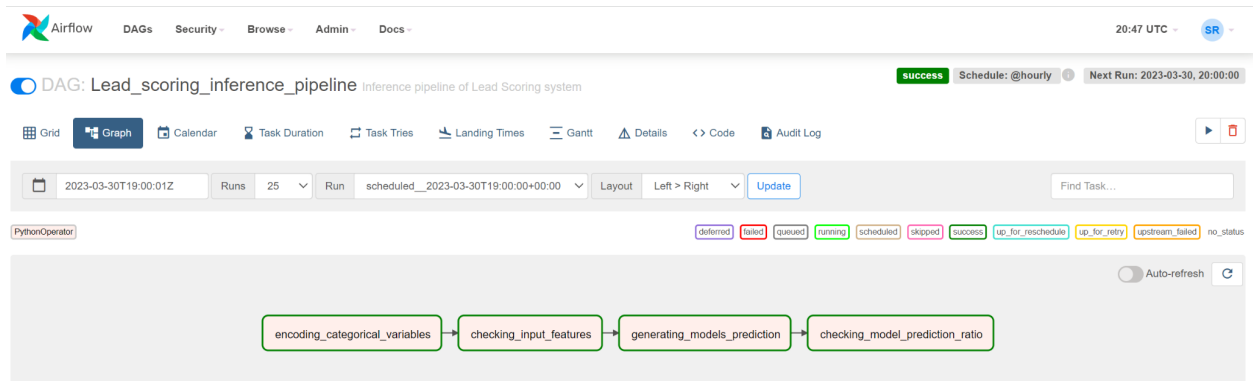 Airflow DAGs Security Browse Admin Docs 20:47 UTC SR
DAG: Lead_scoring_inference_pipeline Inference pipeline of Lead Scoring system success Schedule: @hourly i Next Run: 2023-03-30, 20:00:00
Grid Graph Calendar Task Duration Task Tries Landing Times Gantt Details <> Code Audit Log
2023-03-30T19:00:01Z Runs 25 Run scheduled__2023-03-30T19:00:00+00:00 Layout Left > Right Update Find Task...
PythonOperator deferred failed queued running scheduled skipped success up_for_reschedule up_for_retry upstream_failed no_status
Auto-refresh
encoding_categorical_variables checking_input_features generating_models_prediction checking_model_prediction_ratio